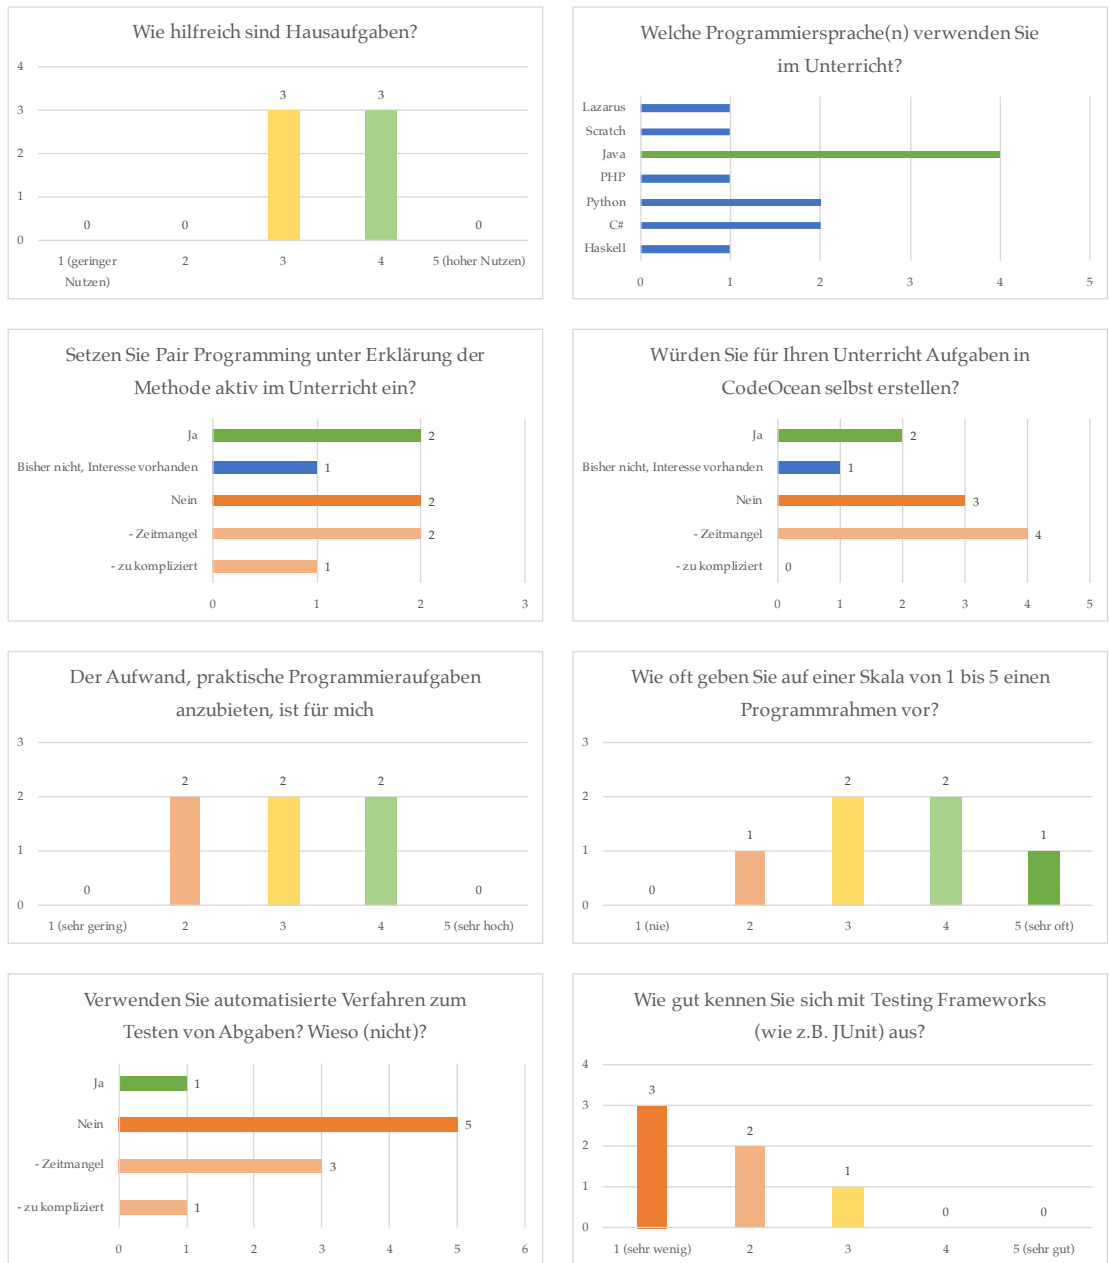 Wie hilfreich sind Hausaufgaben?
4
3
2
1
0
0
0
3
3
0
1 (geringer
Nutzen)
2
3
4
5 (hoher Nutzen)
Welche Programmiersprache(n) verwenden Sie
im Unterricht?
Lazarus
Scratch
Java
PHP
Python
C#
Haskell
0
1
2
3
4
5
Setzen Sie Pair Programming unter Erklärung der
Methode aktiv im Unterricht ein?
Ja
2
Bisher nicht, Interesse vorhanden
1
Nein
2
- Zeitmangel
2
- zu kompliziert
1
0
1
2
3
Würden Sie für Ihren Unterricht Aufgaben in
CodeOcean selbst erstellen?
Ja
2
Bisher nicht, Interesse vorhanden
1
Nein
3
- Zeitmangel
4
- zu kompliziert
0
0
1
2
3
4
5
Der Aufwand, praktische Programmieraufgaben
anzubieten, ist für mich
3
2
1
0
0
2
2
2
0
1 (sehr gering)
2
3
4
5 (sehr hoch)
Wie oft geben Sie auf einer Skala von 1 bis 5 einen
Programmrahmen vor?
3
2
1
0
0
1
2
2
1
1 (nie)
2
3
4
5 (sehr oft)
Verwenden Sie automatisierte Verfahren zum
Testen von Abgaben? Wieso (nicht)?
Ja
1
Nein
5
- Zeitmangel
3
- zu kompliziert
1
0
1
2
3
4
5
6
Wie gut kennen Sie sich mit Testing Frameworks
(wie z.B. JUnit) aus?
4
3
2
1
0
3
2
1
0
0
1 (sehr wenig)
2
3
4
5 (sehr gut)